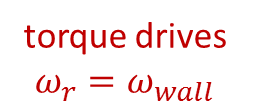 torque drives
ω_r = ω_wall